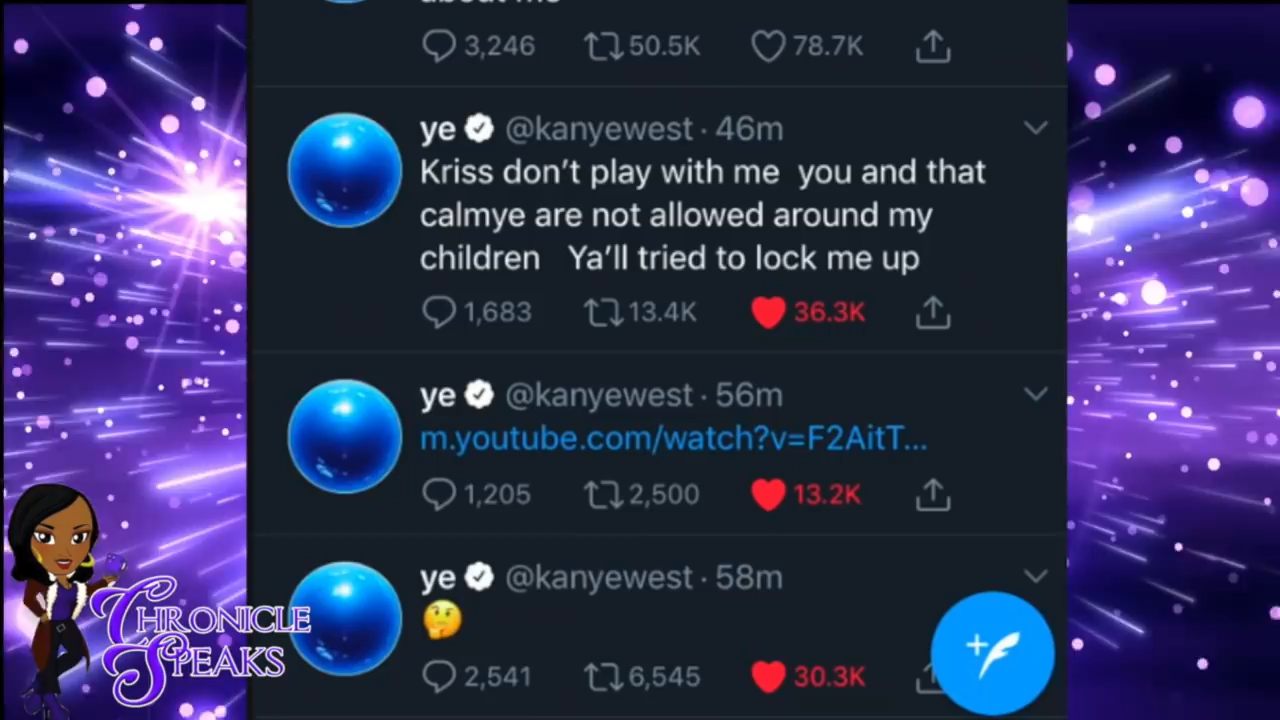 about me
3,246 50.5K 78.7K
ye @kanyewest · 46m
Kriss don't play with me you and that
calmye are not allowed around my
children Ya'll tried to lock me up
1,683 13.4K 36.3K
ye @kanyewest · 56m
m.youtube.com/watch?v=F2AitT...
1,205 2,500 13.2K
ye @kanyewest · 58m
🤔
2,541 6,545 30.3K
CHRONICLE
SPEAKS